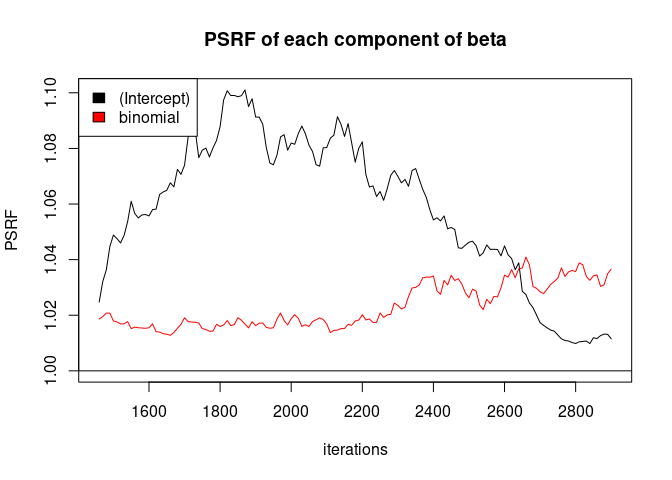 PSRF of each component of beta
(Intercept)
binomial
PSRF
1.10
1.08
1.06
1.04
1.02
1.00
1600 1800 2000 2200 2400 2600 2800
iterations